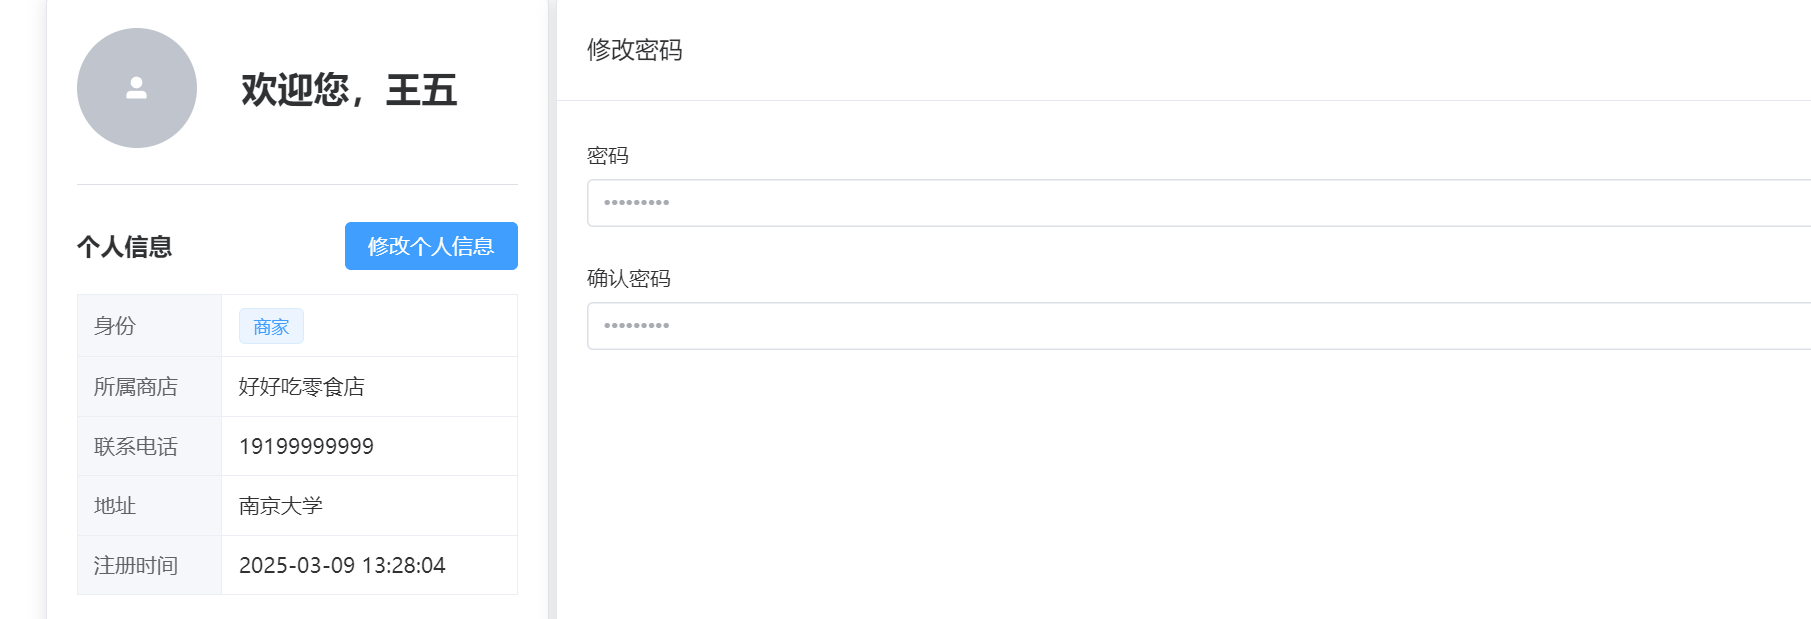 欢迎您，王五
个人信息
修改个人信息
身份
商家
所属商店
好好吃零食店
联系电话
19199999999
地址
南京大学
注册时间
2025-03-09 13:28:04
修改密码
密码
•••••••••
确认密码
•••••••••